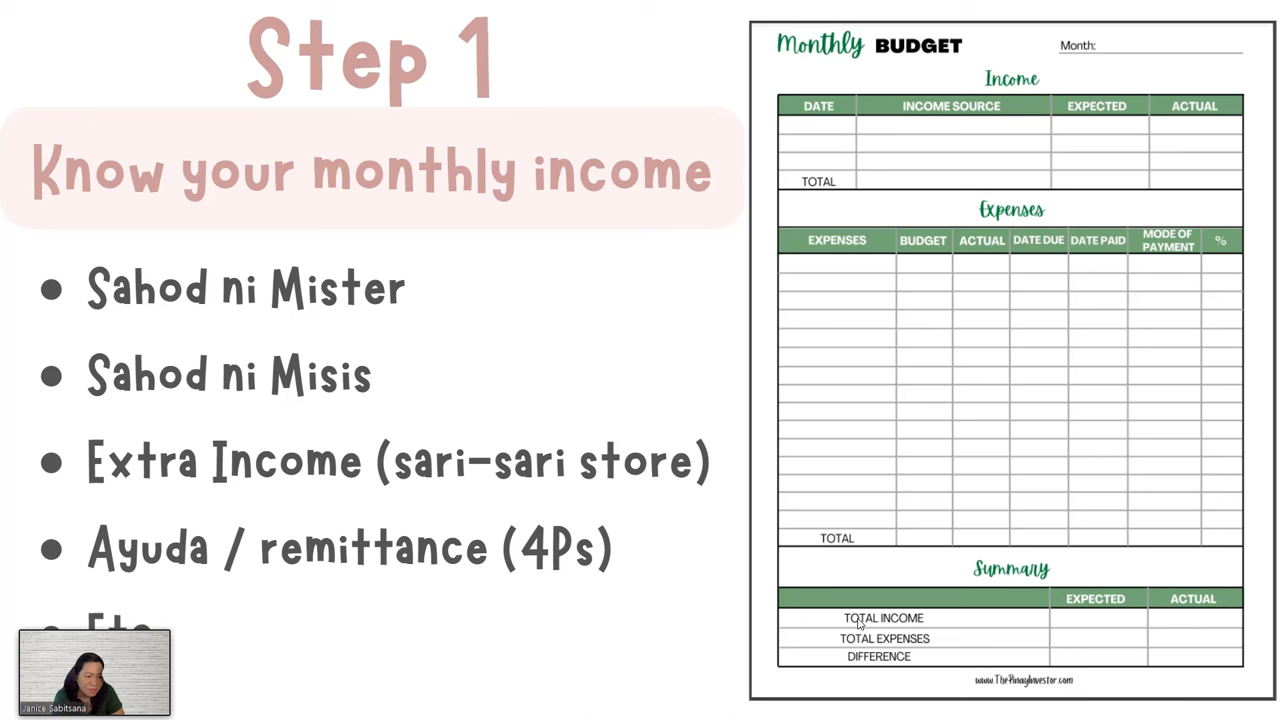 Step 1
Know your monthly income
Sahod ni Mister
Sahod ni Misis
Extra Income (sari-sari store)
Ayuda / remittance (4Ps)
Etc
Janice Sabitsana
Monthly BUDGET
Month:
Income
DATE INCOME SOURCE EXPECTED ACTUAL
TOTAL
Expenses
EXPENSES BUDGET ACTUAL DATE DUE DATE PAID MODE OF PAYMENT %
TOTAL
Summary
EXPECTED ACTUAL
TOTAL INCOME
TOTAL EXPENSES
DIFFERENCE
www.ThePinayInvestor.com